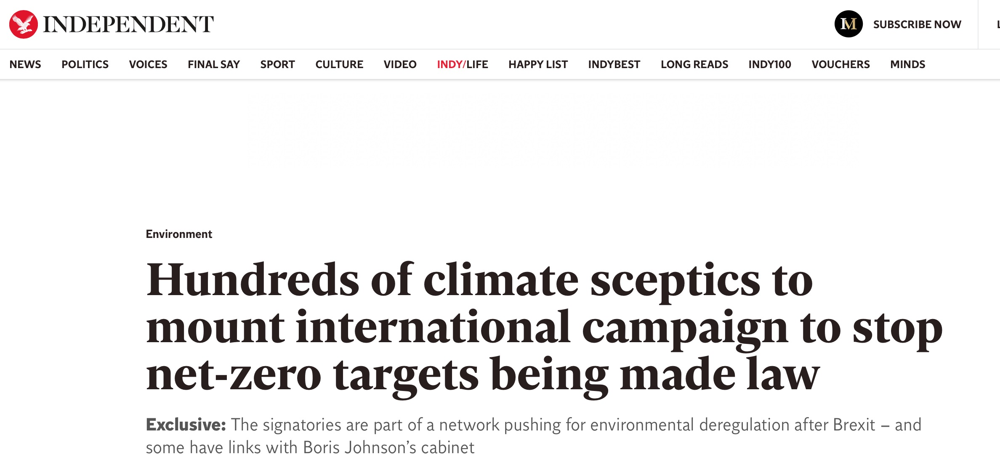 INDEPENDENT
IM SUBSCRIBE NOW
NEWS POLITICS VOICES FINAL SAY SPORT CULTURE VIDEO INDY/LIFE HAPPY LIST INDYBEST LONG READS INDY100 VOUCHERS MINDS
Environment
Hundreds of climate sceptics to
mount international campaign to stop
net-zero targets being made law
Exclusive: The signatories are part of a network pushing for environmental deregulation after Brexit – and
some have links with Boris Johnson’s cabinet